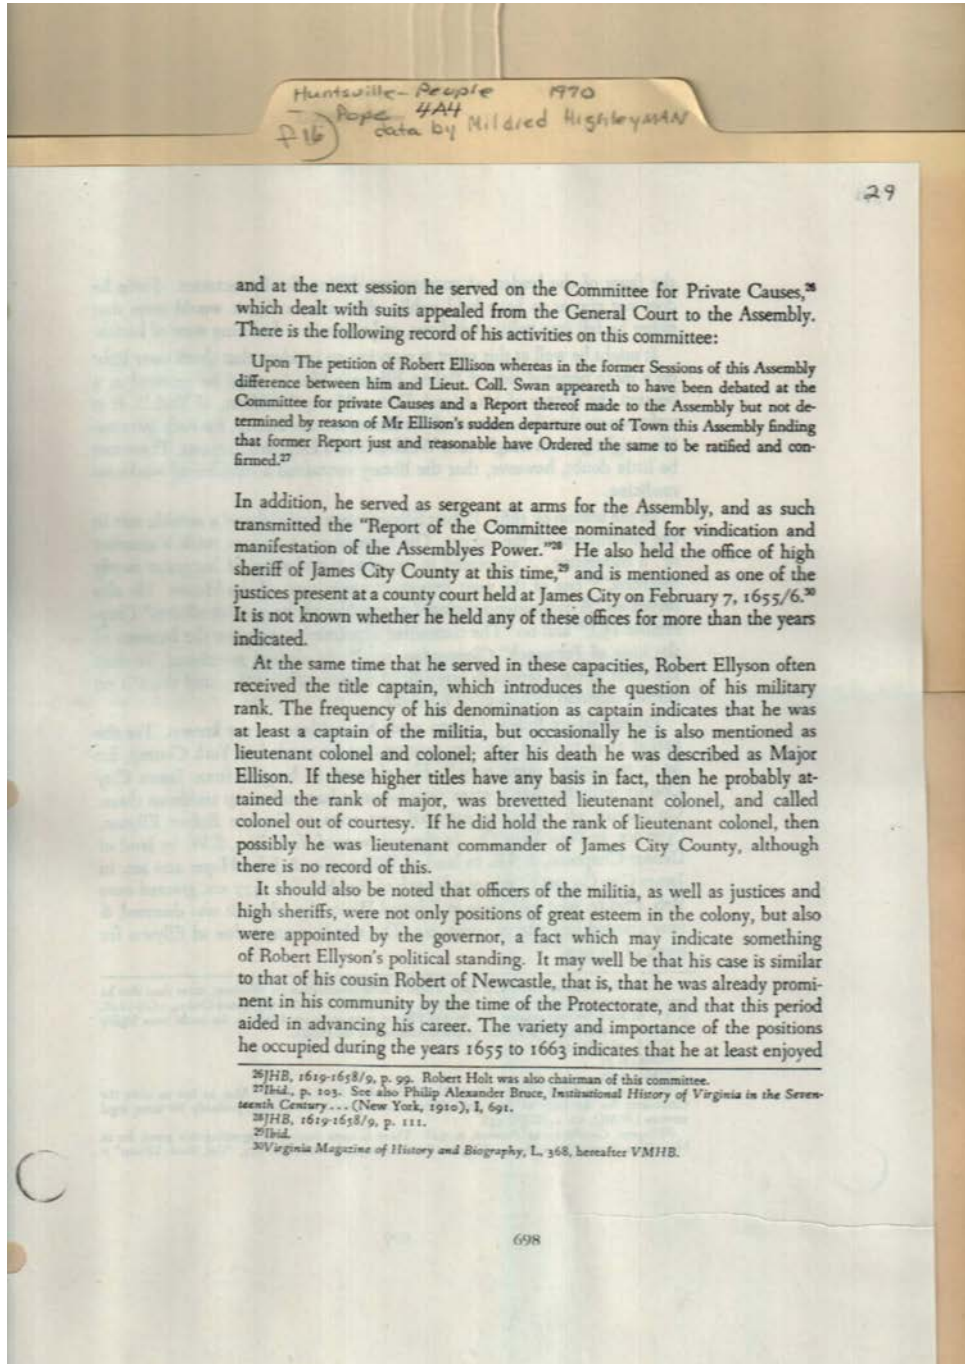 Huntsville - People 1970
Pope 4A4
P 16 data by Mildred Highleyman
29
and at the next session he served on the Committee for Private Causes,²⁶
which dealt with suits appealed from the General Court to the Assembly.
There is the following record of his activities on this committee:
Upon The petition of Robert Ellison whereas in the former Sessions of this Assembly
difference between him and Lieut. Coll. Swan appeareth to have been debated at the
Committee for private Causes and a Report thereof made to the Assembly but not de-
termined by reason of Mr Ellison's sudden departure out of Town this Assembly finding
that former Report just and reasonable have Ordered the same to be ratified and con-
firmed.²⁷
In addition, he served as sergeant at arms for the Assembly, and as such
transmitted the "Report of the Committee nominated for vindication and
manifestation of the Assemblyes Power."²⁸ He also held the office of high
sheriff of James City County at this time,²⁹ and is mentioned as one of the
justices present at a county court held at James City on February 7, 1655/6.³⁰
It is not known whether he held any of these offices for more than the years
indicated.
At the same time that he served in these capacities, Robert Ellyson often
received the title captain, which introduces the question of his military
rank. The frequency of his denomination as captain indicates that he was
at least a captain of the militia, but occasionally he is also mentioned as
lieutenant colonel and colonel; after his death he was described as Major
Ellison. If these higher titles have any basis in fact, then he probably at-
tained the rank of major, was brevetted lieutenant colonel, and called
colonel out of courtesy. If he did hold the rank of lieutenant colonel, then
possibly he was lieutenant commander of James City County, although
there is no record of this.
It should also be noted that officers of the militia, as well as justices and
high sheriffs, were not only positions of great esteem in the colony, but also
were appointed by the governor, a fact which may indicate something
of Robert Ellyson's political standing. It may well be that his case is similar
to that of his cousin Robert of Newcastle, that is, that he was already promi-
nent in his community by the time of the Protectorate, and that this period
aided in advancing his career. The variety and importance of the positions
he occupied during the years 1655 to 1663 indicates that he at least enjoyed
²⁶JHB, 1619-1658/9, p. 99. Robert Holt was also chairman of this committee.
²⁷Ibid., p. 103. See also Philip Alexander Bruce, Institutional History of Virginia in the Seven-
teenth Century . . . (New York, 1910), I, 691.
²⁸JHB, 1619-1658/9, p. 111.
²⁹Ibid.
³⁰Virginia Magazine of History and Biography, L, 368, hereafter VMHB.
698